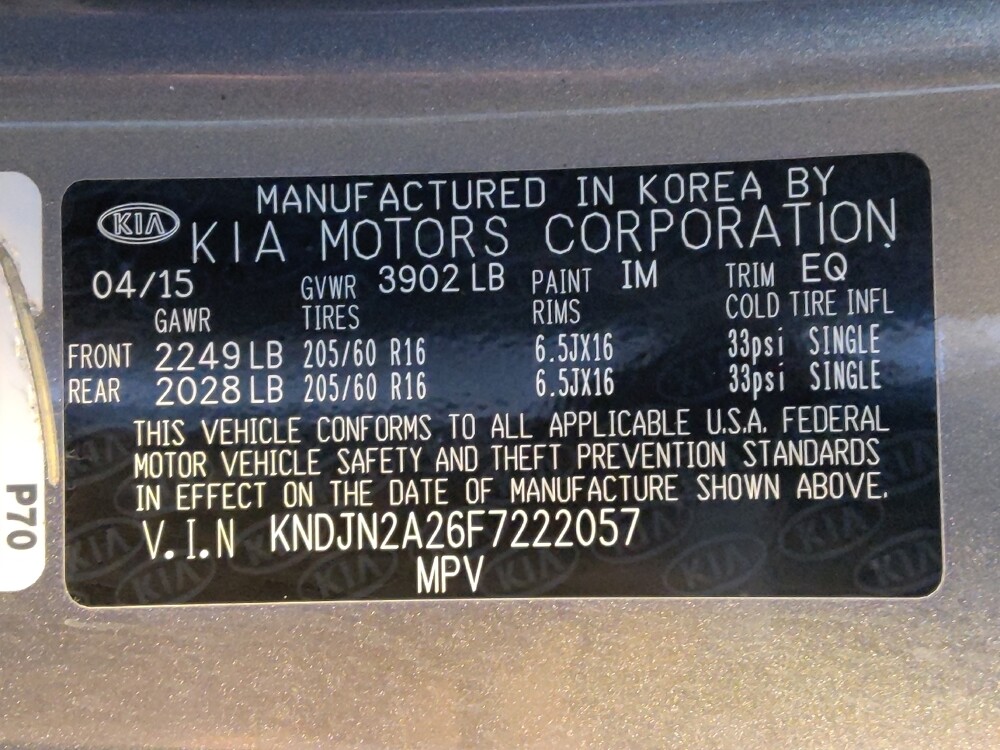 MANUFACTURED IN KOREA BY
KIA KIA MOTORS CORPORATION
04/15 GVWR 3902 LB PAINT IM TRIM EQ
GAWR TIRES RIMS COLD TIRE INFL
FRONT 2249 LB 205/60 R16 6.5JX16 33psi SINGLE
REAR 2028 LB 205/60 R16 6.5JX16 33psi SINGLE
THIS VEHICLE CONFORMS TO ALL APPLICABLE U.S.A. FEDERAL
MOTOR VEHICLE SAFETY AND THEFT PREVENTION STANDARDS
IN EFFECT ON THE DATE OF MANUFACTURE SHOWN ABOVE.
V.I.N KNDJN2A26F7222057
MPV
P70